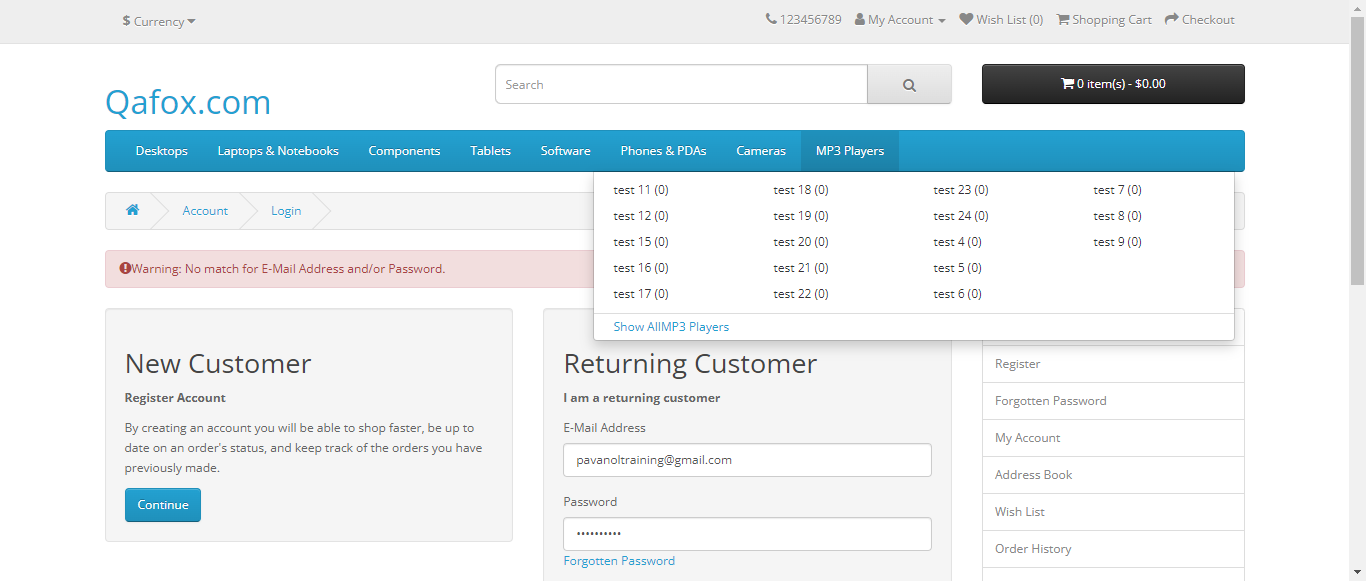 $ Currency
123456789 My Account Wish List (0) Shopping Cart Checkout
Qafox.com
Search
0 item(s) - $0.00
Desktops Laptops & Notebooks Components Tablets Software Phones & PDAs Cameras MP3 Players
test 11 (0) test 18 (0) test 23 (0) test 7 (0)
test 12 (0) test 19 (0) test 24 (0) test 8 (0)
test 15 (0) test 20 (0) test 4 (0) test 9 (0)
test 16 (0) test 21 (0) test 5 (0)
test 17 (0) test 22 (0) test 6 (0)
Show AllMP3 Players
Account Login
Warning: No match for E-Mail Address and/or Password.
New Customer
Register Account
By creating an account you will be able to shop faster, be up to
date on an order's status, and keep track of the orders you have
previously made.
Continue
Returning Customer
I am a returning customer
E-Mail Address
pavanoltraining@gmail.com
Password
••••••••••
Forgotten Password
Register
Forgotten Password
My Account
Address Book
Wish List
Order History